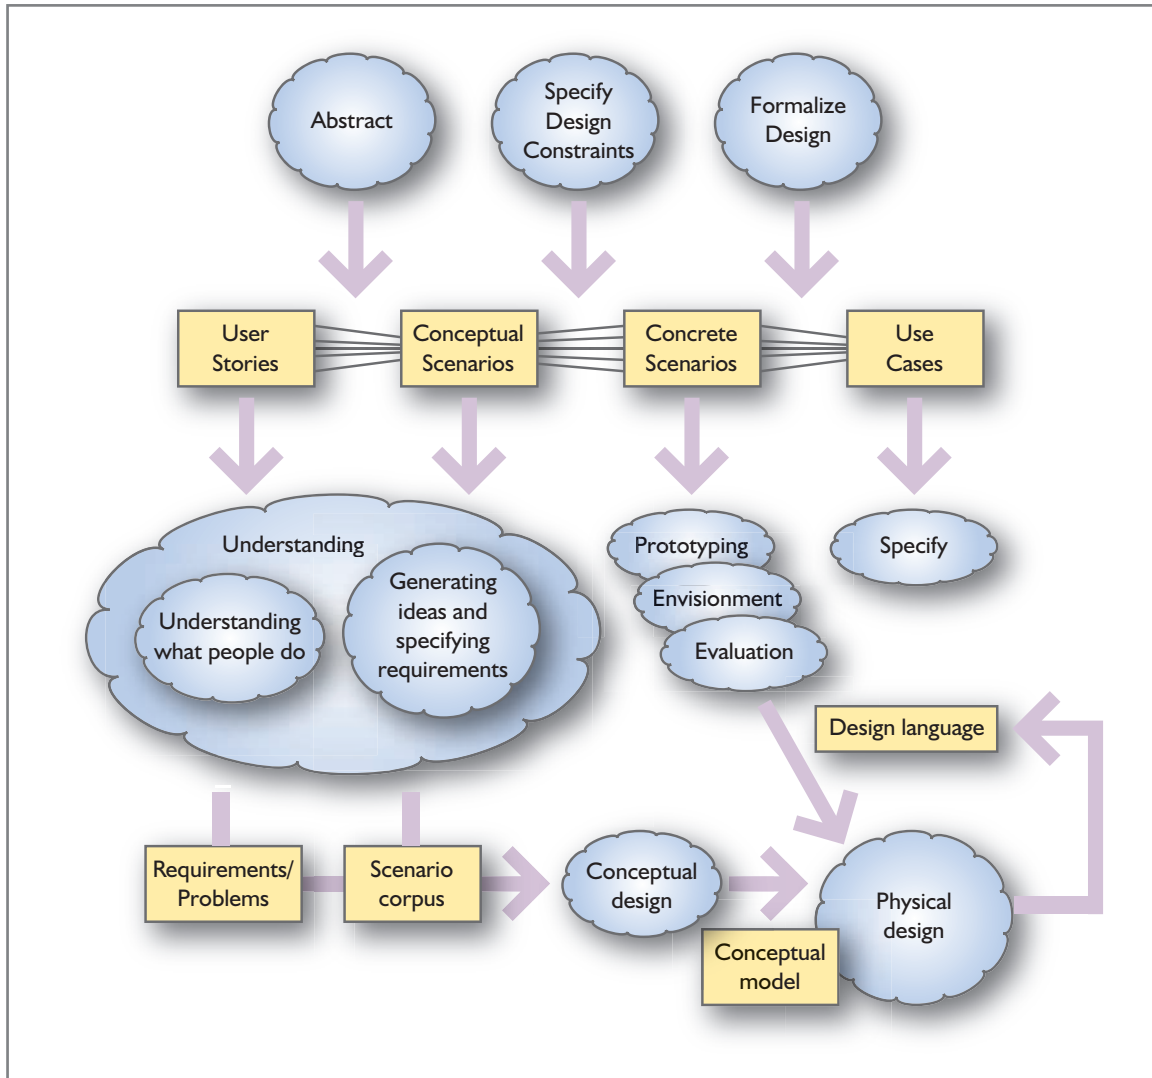 Abstract
Specify
Design
Constraints
Formalize
Design
User
Stories
Conceptual
Scenarios
Concrete
Scenarios
Use
Cases
Understanding
Understanding
what people do
Generating
ideas and
specifying
requirements
Prototyping
Envisionment
Evaluation
Specify
Design language
Requirements/
Problems
Scenario
corpus
Conceptual
design
Conceptual
model
Physical
design